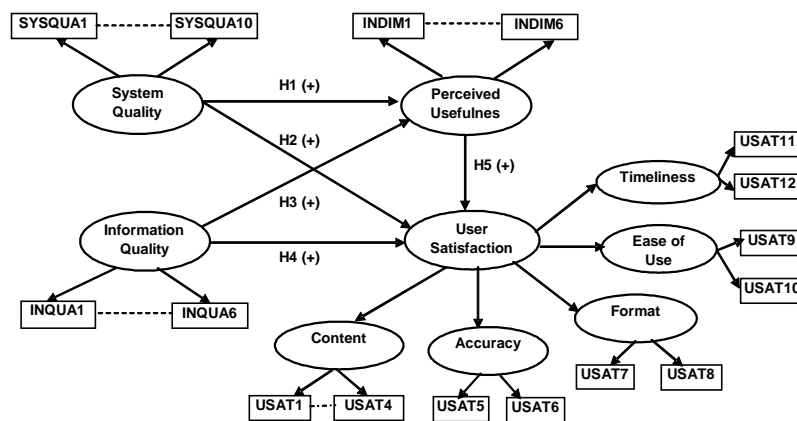 SYSQUA1
SYSQUA10
INDIM1
INDIM6
System
Quality
H1 (+)
Perceived
Usefulnes
H2 (+)
H5 (+)
USAT11
Timeliness
USAT12
H3 (+)
Information
Quality
User
Satisfaction
H4 (+)
Ease of
Use
USAT9
USAT10
INQUA1
INQUA6
Format
Content
Accuracy
USAT7
USAT8
USAT1
USAT4
USAT5
USAT6